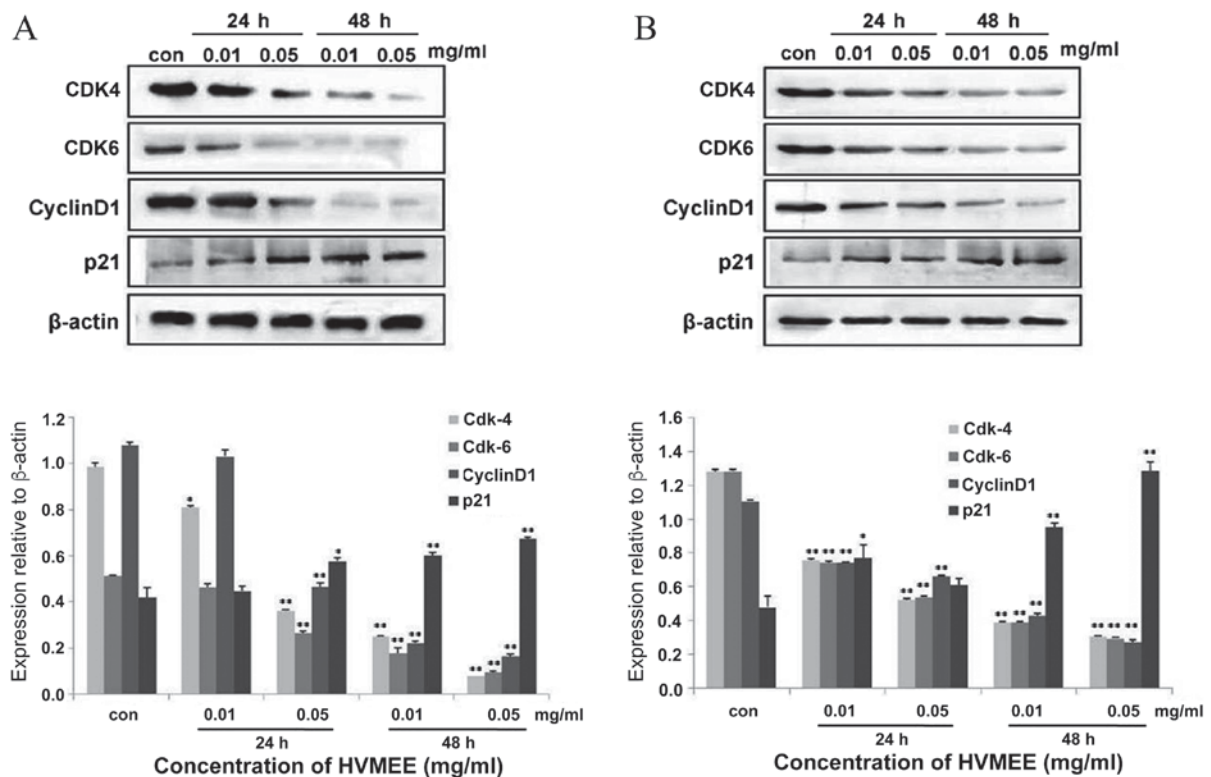 A
24 h 48 h
con 0.01 0.05 0.01 0.05 mg/ml
CDK4
CDK6
CyclinD1
p21
β-actin
1.2
1.0
0.8
0.6
0.4
0.2
0.0
Expression relative to β-actin
Cdk-4
Cdk-6
CyclinD1
p21
*
** ** ** *
** ** ** **
** ** ** **
con 0.01 0.05 0.01 0.05 mg/ml
24 h 48 h
Concentration of HVMEE (mg/ml)
B
24 h 48 h
con 0.01 0.05 0.01 0.05 mg/ml
CDK4
CDK6
CyclinD1
p21
β-actin
1.6
1.4
1.2
1.0
0.8
0.6
0.4
0.2
0.0
Expression relative to β-actin
Cdk-4
Cdk-6
CyclinD1
p21
** ** ** *
** ** **
** ** ** **
** ** ** **
con 0.01 0.05 0.01 0.05 mg/ml
24 h 48 h
Concentration of HVMEE (mg/ml)